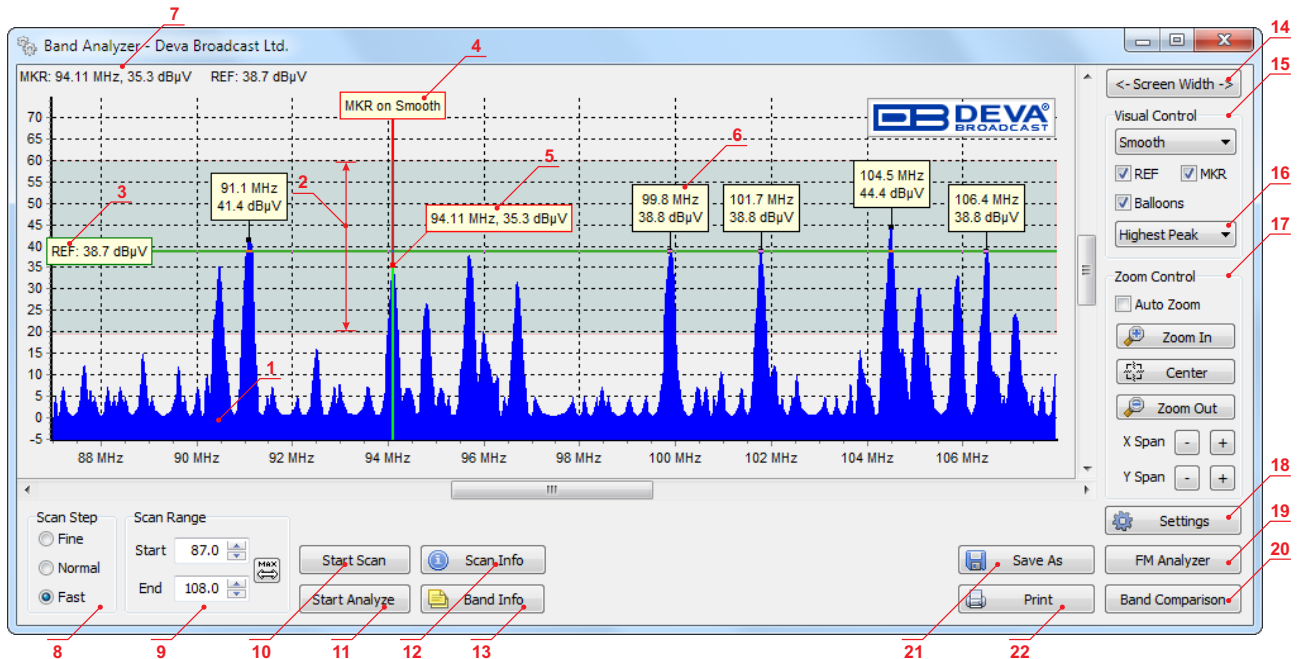 7
14
Band Analyzer - Deva Broadcast Ltd.
4
15
MKR: 94.11 MHz, 35.3 dBµV REF: 38.7 dBµV
<- Screen Width ->
MKR on Smooth
DEVA
BROADCAST
Visual Control
Smooth
REF
MKR
Balloons
16
Highest Peak
17
70
65
60
55
50
45
40
35
30
25
20
15
10
5
0
-5
3
REF: 38.7 dBµV
91.1 MHz
41.4 dBµV
2
5
94.11 MHz, 35.3 dBµV
6
99.8 MHz
38.8 dBµV
101.7 MHz
38.8 dBµV
104.5 MHz
44.4 dBµV
106.4 MHz
38.8 dBµV
1
Zoom Control
Auto Zoom
Zoom In
Center
Zoom Out
X Span - +
Y Span - +
88 MHz 90 MHz 92 MHz 94 MHz 96 MHz 98 MHz 100 MHz 102 MHz 104 MHz 106 MHz
18
Settings
19
Scan Step
Fine
Normal
Fast
Scan Range
Start 87.0
End 108.0
MAX
Start Scan
Scan Info
Start Analyze
Band Info
Save As
Print
FM Analyzer
20
Band Comparison
8
9
10
11
12
13
21
22